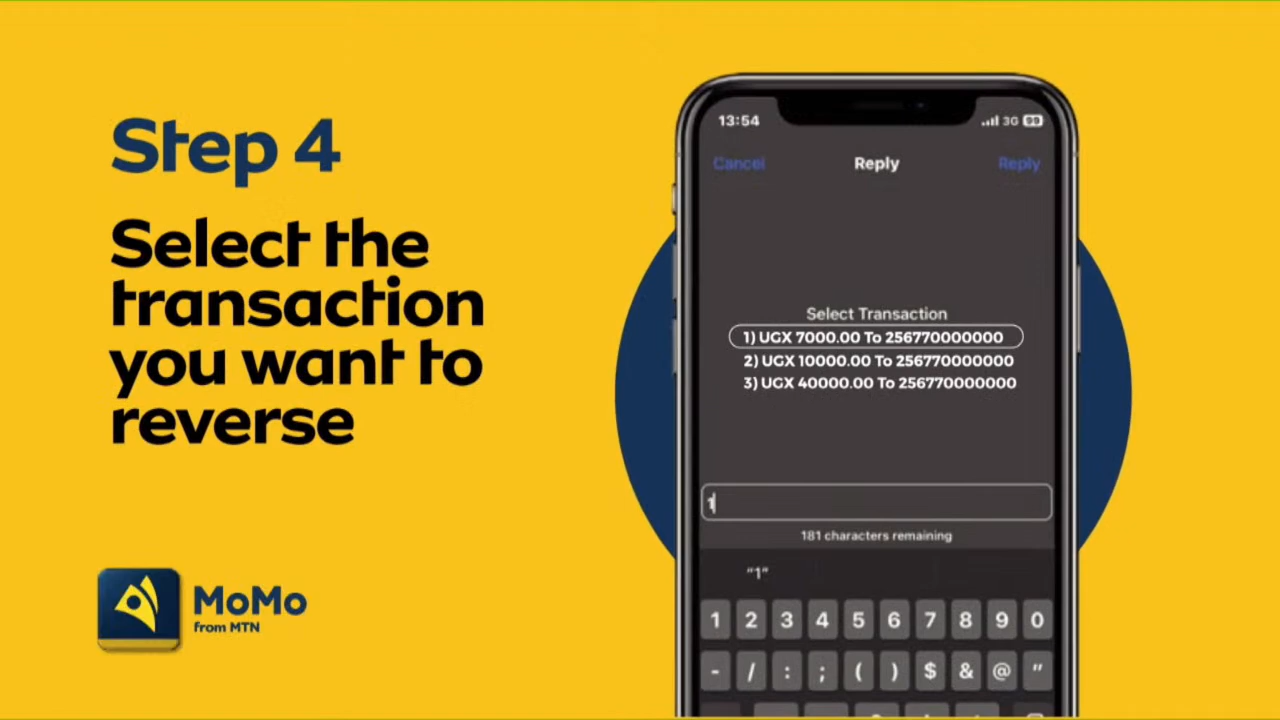 Step 4
Select the
transaction
you want to
reverse
MoMo
from MTN
13:54
3G
99
Cancel
Reply
Reply
Select Transaction
1) UGX 7000.00 To 256770000000
2) UGX 10000.00 To 256770000000
3) UGX 40000.00 To 256770000000
1
181 characters remaining
“1”
1 2 3 4 5 6 7 8 9 0
- / : ; ( ) $ & @ "